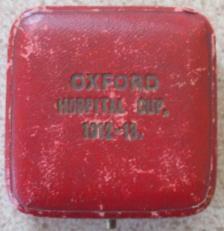 OXFORD
HOSPITAL CUP.
1912-13.